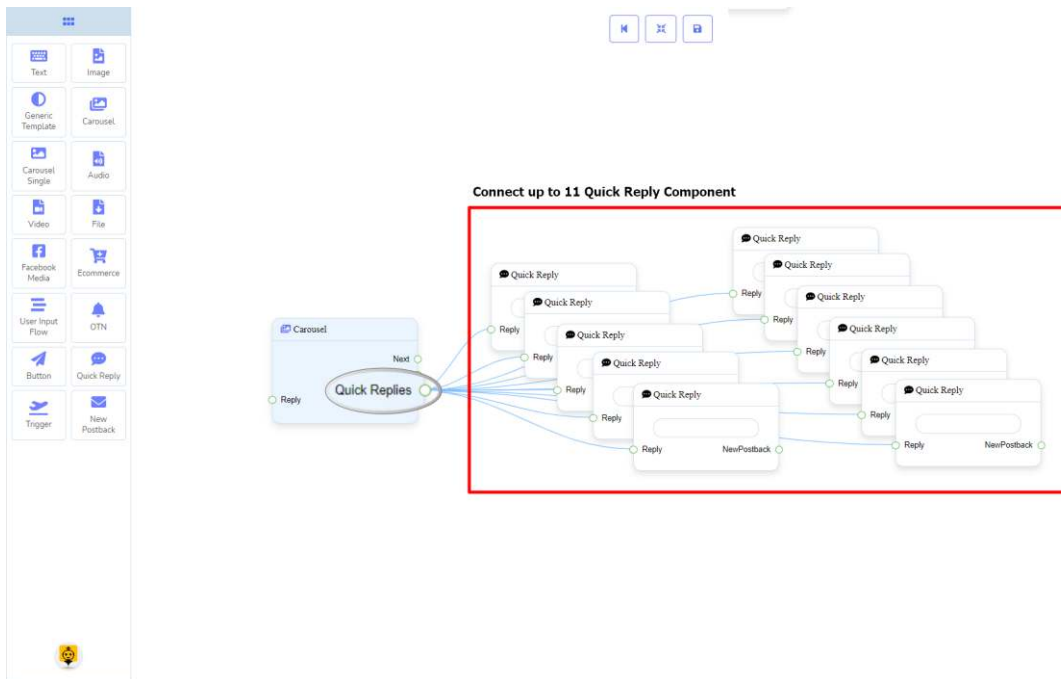 Text
Image
Generic
Template
Carousel
Carousel
Single
Audio
Video
File
Facebook
Media
Ecommerce
User Input
Flow
OTN
Button
Quick Reply
Trigger
New
Postback
Connect up to 11 Quick Reply Component
Carousel
Next
Quick Replies
Reply
Quick Reply
Reply
Quick Reply
Reply
Quick Reply
Reply
Quick Reply
Reply
Quick Reply
Reply
NewPostback
Quick Reply
Reply
Quick Reply
Reply
Quick Reply
Reply
Quick Reply
Reply
Quick Reply
Reply
Quick Reply
Reply
NewPostback